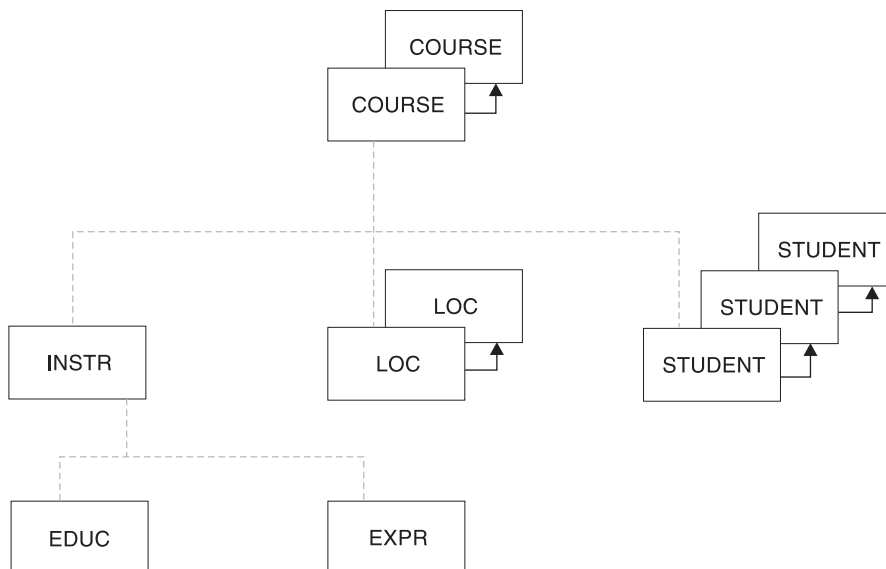 COURSE
COURSE
STUDENT
STUDENT
STUDENT
LOC
LOC
INSTR
EDUC
EXPR